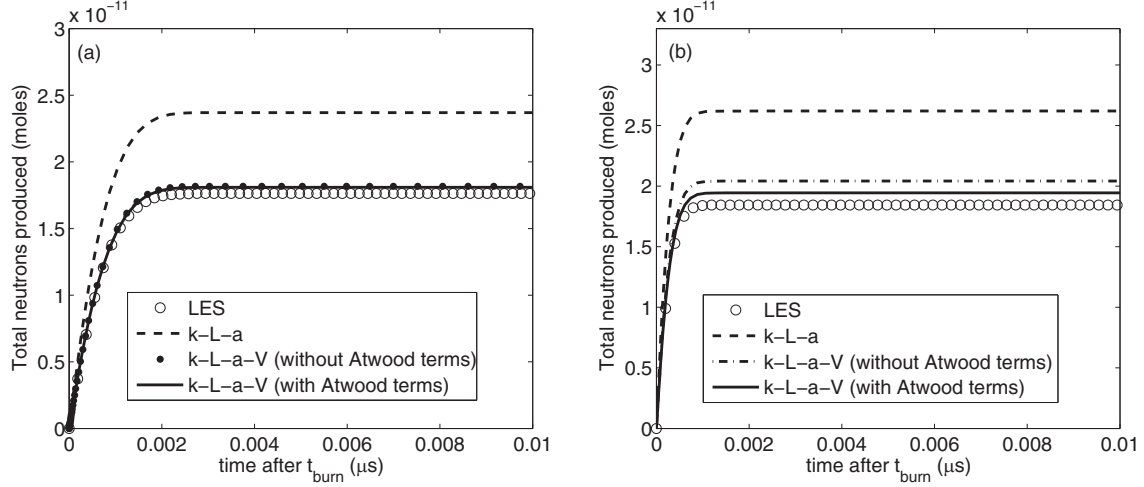 x 10⁻¹¹
3
2.5
2
1.5
1
0.5
0
(a)
Total neutrons produced (moles)
LES
k–L–a
k–L–a–V (without Atwood terms)
k–L–a–V (with Atwood terms)
0 0.002 0.004 0.006 0.008 0.01
time after t_burn (μs)
x 10⁻¹¹
3
2.5
2
1.5
1
0.5
0
(b)
Total neutrons produced (moles)
LES
k–L–a
k–L–a–V (without Atwood terms)
k–L–a–V (with Atwood terms)
0 0.002 0.004 0.006 0.008 0.01
time after t_burn (μs)